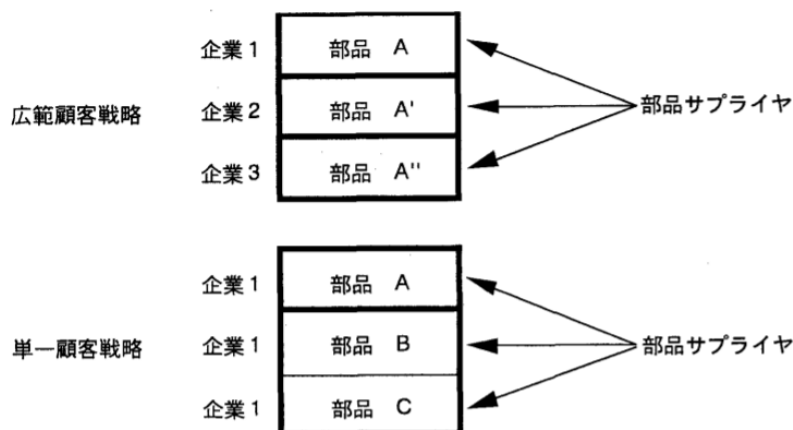 企業1 部品 A
広範顧客戦略 企業2 部品 A' 部品サプライヤ
企業3 部品 A''
企業1 部品 A
単一顧客戦略 企業1 部品 B 部品サプライヤ
企業1 部品 C